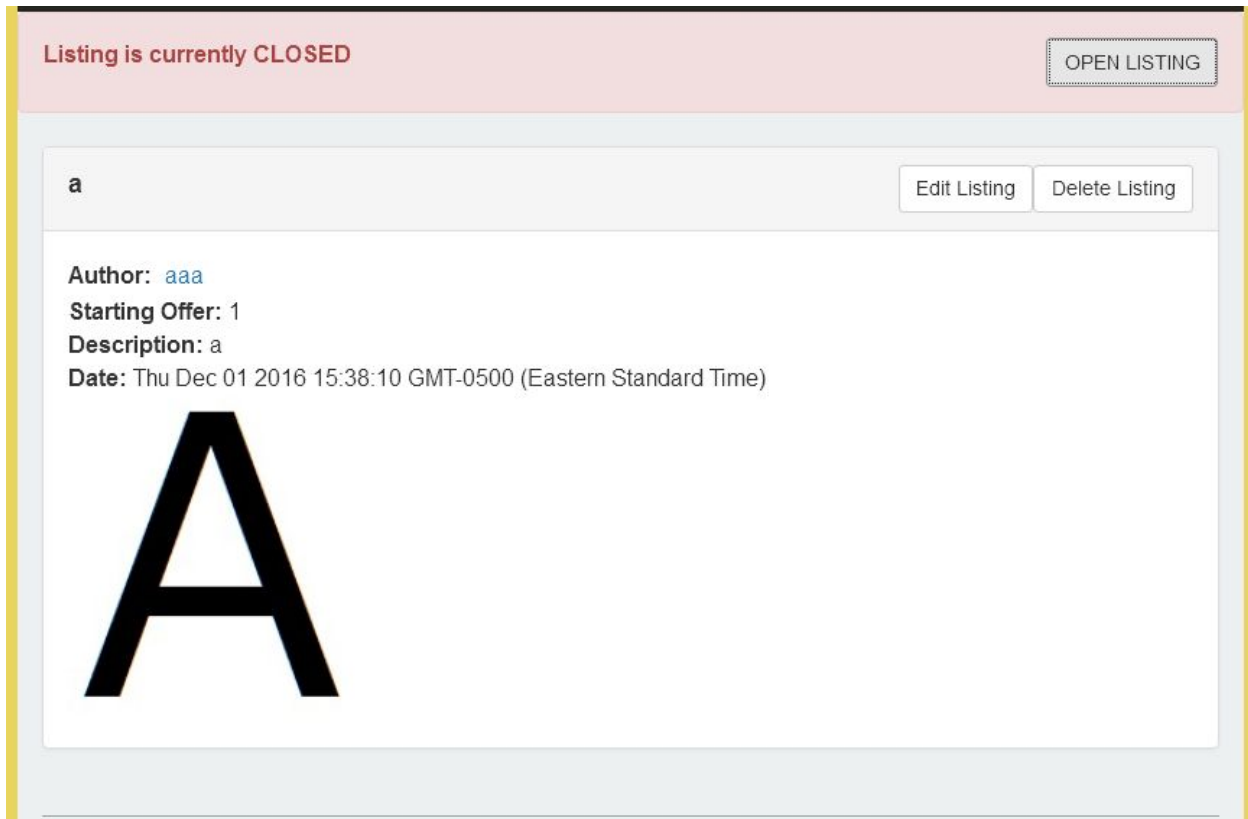 Listing is currently CLOSED
OPEN LISTING
a
Edit Listing
Delete Listing
Author: aaa
Starting Offer: 1
Description: a
Date: Thu Dec 01 2016 15:38:10 GMT-0500 (Eastern Standard Time)
A